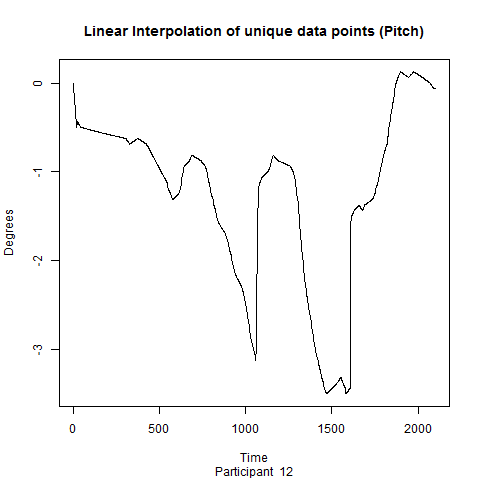 Linear Interpolation of unique data points (Pitch)
0
-1
-2
-3
Degrees
0 500 1000 1500 2000
Time
Participant 12